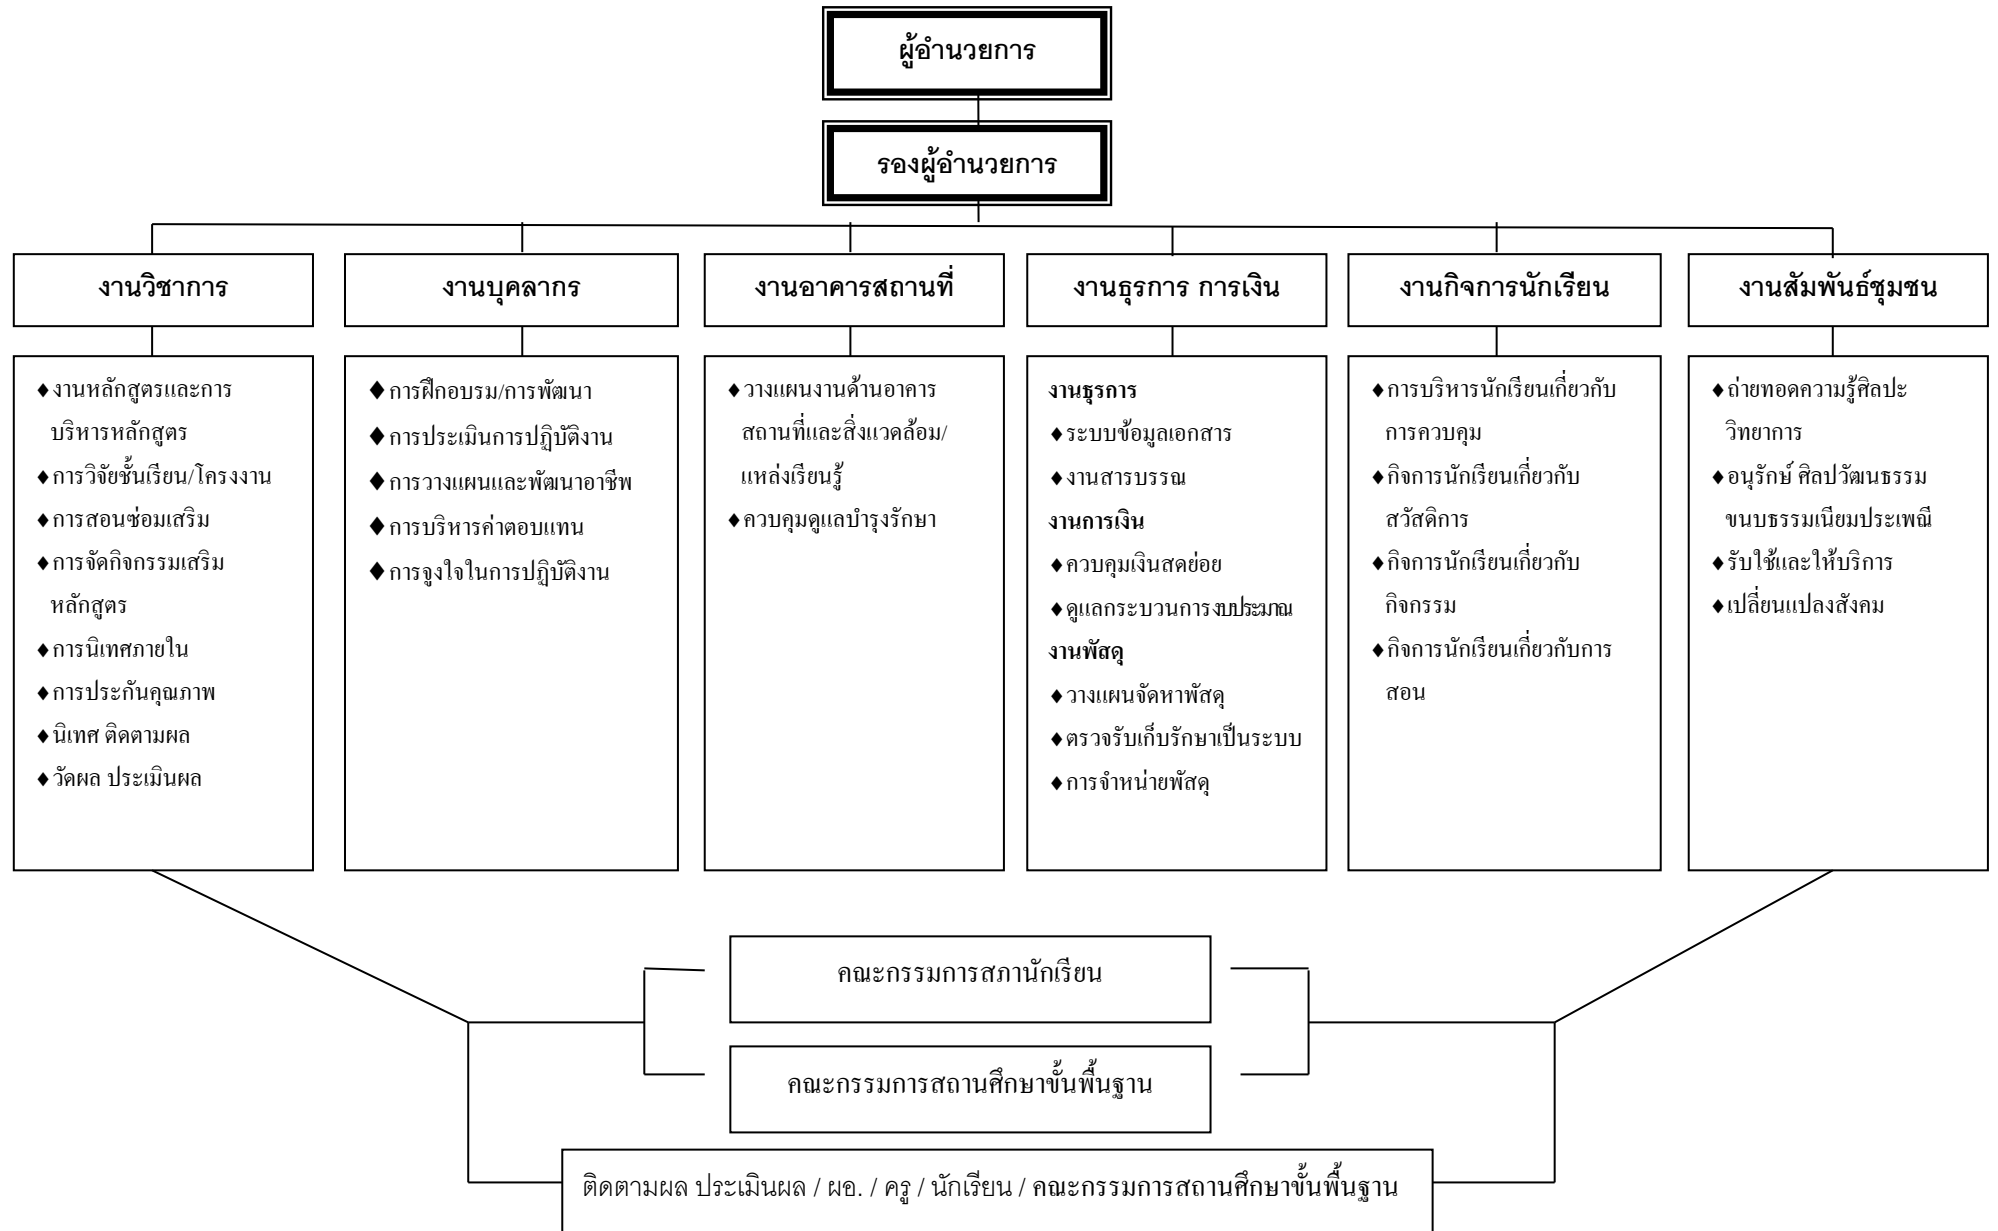 ผู้อำนวยการ
รองผู้อำนวยการ
งานวิชาการ
งานบุคลากร
งานอาคารสถานที่
งานธุรการ การเงิน
งานกิจการนักเรียน
งานสัมพันธ์ชุมชน
♦งานหลักสูตรและการ
บริหารหลักสูตร
♦การวิจัยชั้นเรียน/โครงงาน
♦การสอนซ่อมเสริม
♦การจัดกิจกรรมเสริม
หลักสูตร
♦การนิเทศภายใน
♦การประกันคุณภาพ
♦นิเทศ ติดตามผล
♦วัดผล ประเมินผล
♦การฝึกอบรม/การพัฒนา
♦การประเมินการปฏิบัติงาน
♦การวางแผนและพัฒนาอาชีพ
♦การบริหารค่าตอบแทน
♦การจูงใจในการปฏิบัติงาน
♦วางแผนงานด้านอาคาร
สถานที่และสิ่งแวดล้อม/
แหล่งเรียนรู้
♦ควบคุมดูแลบำรุงรักษา
งานธุรการ
♦ระบบข้อมูลเอกสาร
♦งานสารบรรณ
งานการเงิน
♦ควบคุมเงินสดย่อย
♦ดูแลกระบวนการงบประมาณ
งานพัสดุ
♦วางแผนจัดหาพัสดุ
♦ตรวจรับเก็บรักษาเป็นระบบ
♦การจำหน่ายพัสดุ
♦การบริหารนักเรียนเกี่ยวกับ
การควบคุม
♦กิจการนักเรียนเกี่ยวกับ
สวัสดิการ
♦กิจการนักเรียนเกี่ยวกับ
กิจกรรม
♦กิจการนักเรียนเกี่ยวกับการ
สอน
♦ถ่ายทอดความรู้ศิลปะ
วิทยาการ
♦อนุรักษ์ ศิลปวัฒนธรรม
ขนบธรรมเนียมประเพณี
♦รับใช้และให้บริการ
♦เปลี่ยนแปลงสังคม
คณะกรรมการสภานักเรียน
คณะกรรมการสถานศึกษาขั้นพื้นฐาน
ติดตามผล ประเมินผล / ผอ. / ครู / นักเรียน / คณะกรรมการสถานศึกษาขั้นพื้นฐาน